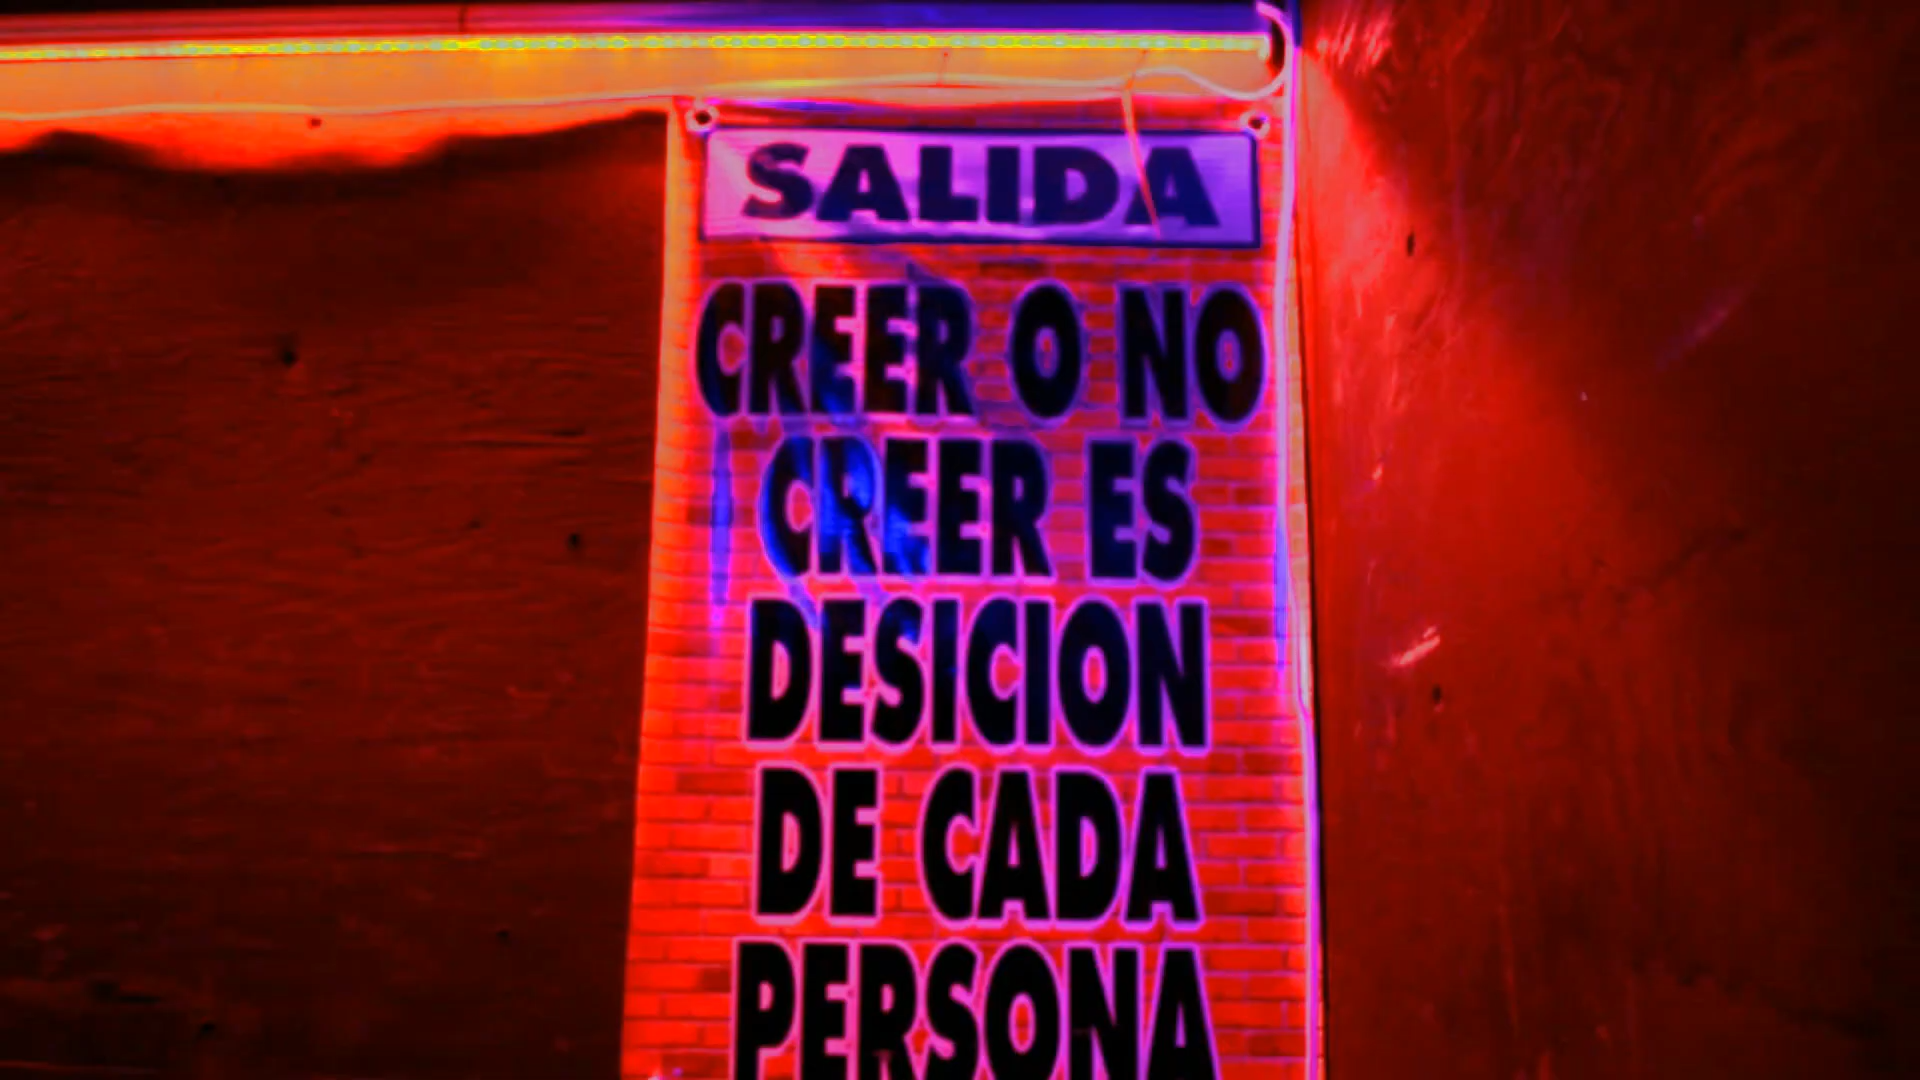 SALIDA
CREER O NO
CREER ES
DESICION
DE CADA
PERSONA